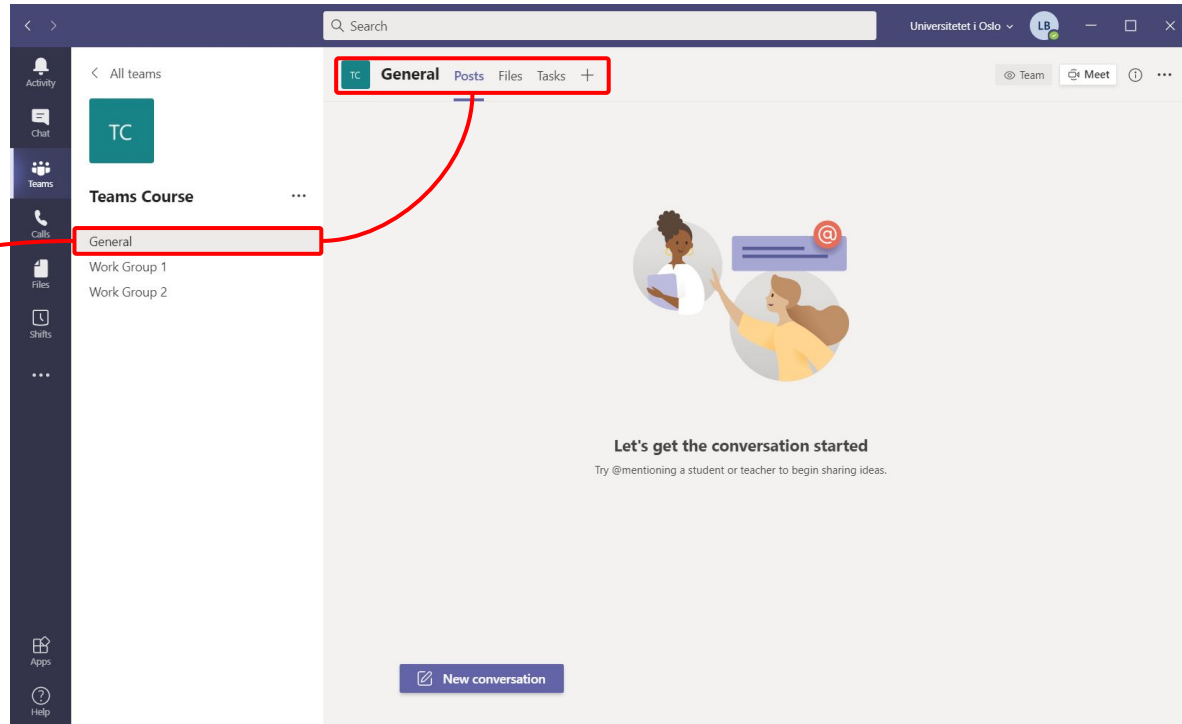 Search
Universitetet i Oslo
LB
Activity
Chat
Teams
Calls
Files
Shifts
Apps
Help
All teams
TC
Teams Course
General
Work Group 1
Work Group 2
TC General Posts Files Tasks
Team Meet
@
Let's get the conversation started
Try @mentioning a student or teacher to begin sharing ideas.
New conversation